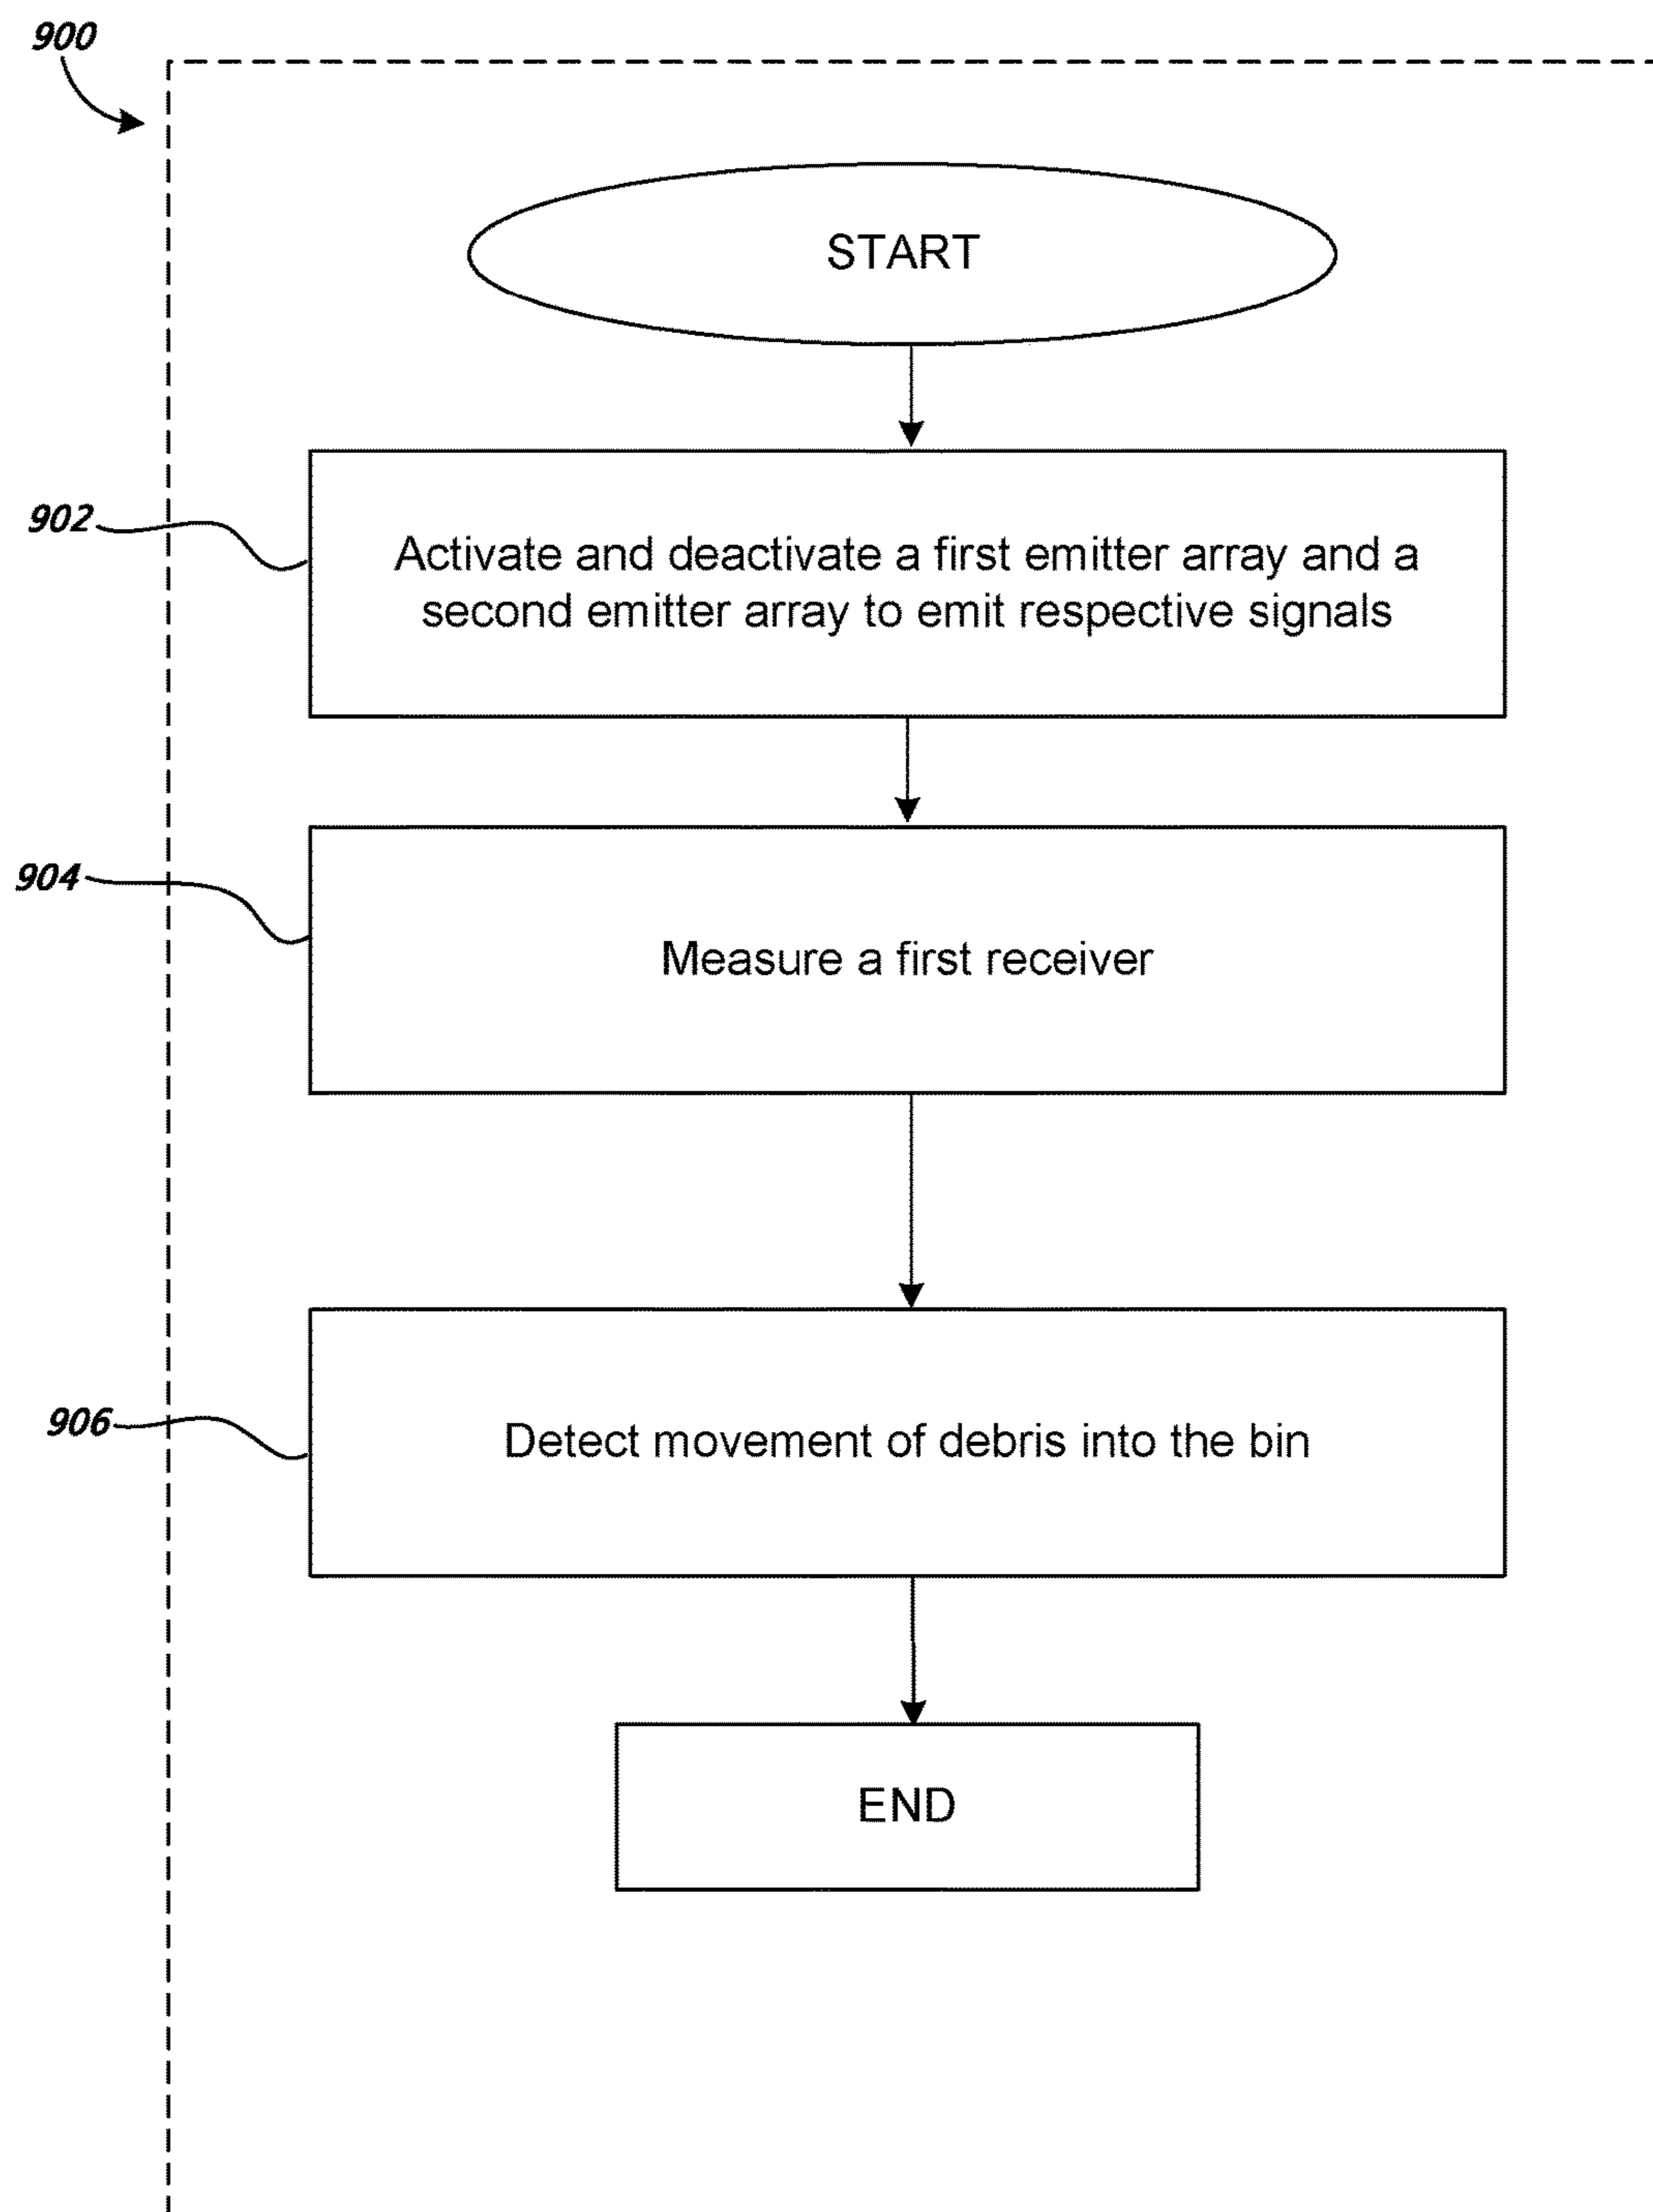 900
START
902
Activate and deactivate a first emitter array and a
second emitter array to emit respective signals
904
Measure a first receiver
906
Detect movement of debris into the bin
END